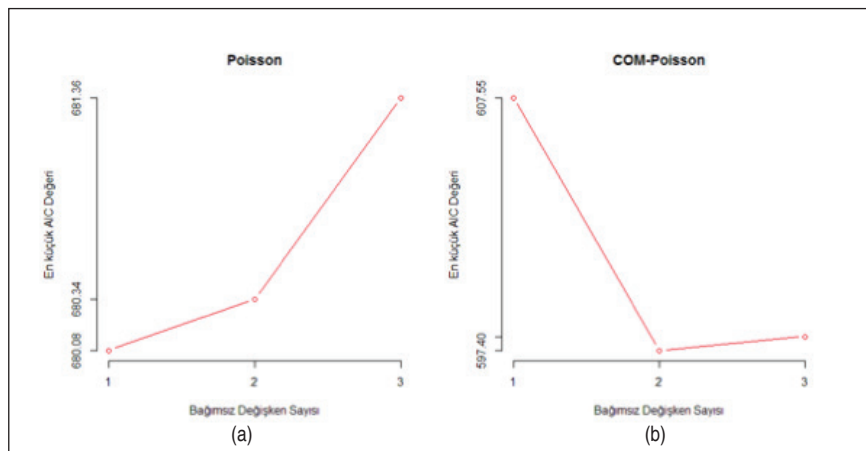 Poisson
En küçük AIC Değeri
681.36
680.34
680.08
1 2 3
Bağımsız Değişken Sayısı
(a)
COM-Poisson
En küçük AIC Değeri
607.55
597.40
1 2 3
Bağımsız Değişken Sayısı
(b)